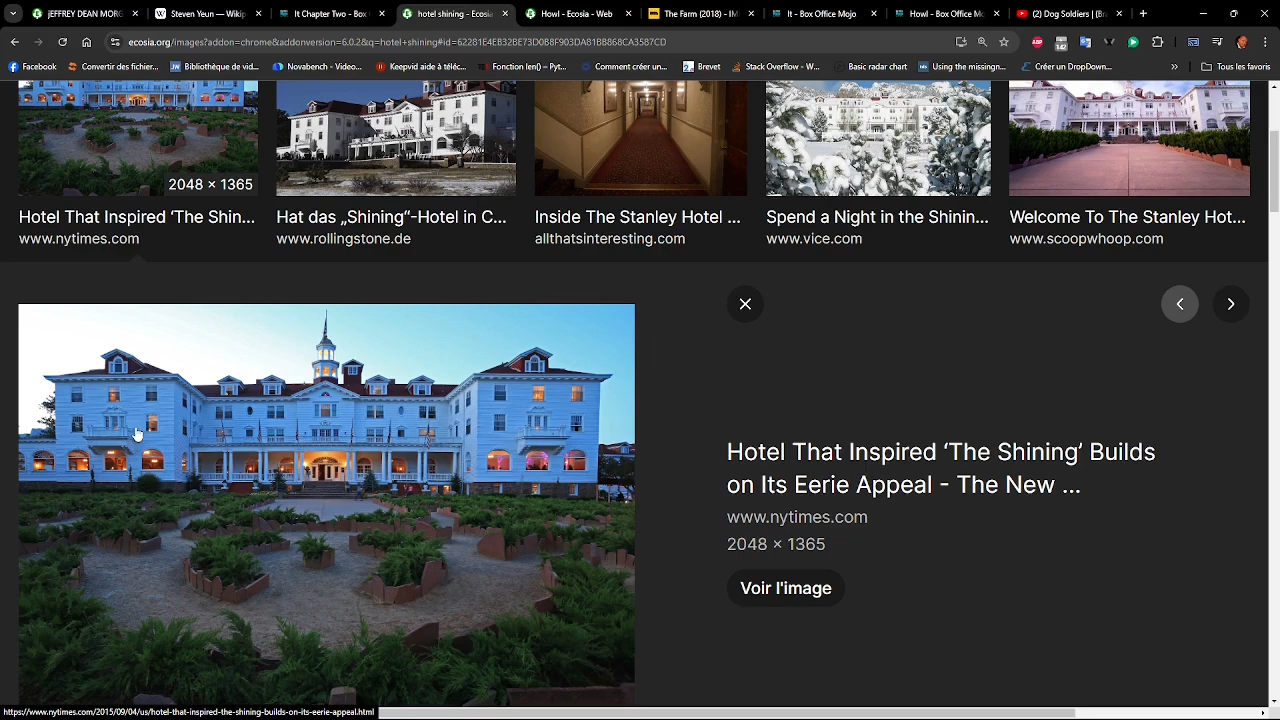 jEFFREY DEAN MORG
Steven Yeun — Wikip
It Chapter Two - Box
hotel shining - Ecosia
Howl - Ecosia - Web
The Farm (2018) - IM
It - Box Office Mojo
Howl - Box Office Mo
(2) Dog Soldiers | (Br
ecosia.org/images?addon=chrome&addonversion=6.0.2&q=hotel+shining#id=62281E4EB32BE73D0B8F903DA81BB868CA3587CD
142
Facebook
Convertir des fichier...
Bibliothèque de vid...
Novabench - Video...
Keepvid aide à téléc...
Fonction len() – Pyt...
Comment créer un...
Brevet
Stack Overflow - W...
Basic radar chart
Using the missingn...
Créer un DropDown...
Tous les favoris
2048 × 1365
Hotel That Inspired ‘The Shin...
www.nytimes.com
Hat das „Shining“-Hotel in C...
www.rollingstone.de
Inside The Stanley Hotel ...
allthatsinteresting.com
Spend a Night in the Shinin...
www.vice.com
Welcome To The Stanley Hot...
www.scoopwhoop.com
Hotel That Inspired ‘The Shining’ Builds
on Its Eerie Appeal - The New ...
www.nytimes.com
2048 × 1365
Voir l'image
https://www.nytimes.com/2015/09/04/us/hotel-that-inspired-the-shining-builds-on-its-eerie-appeal.html